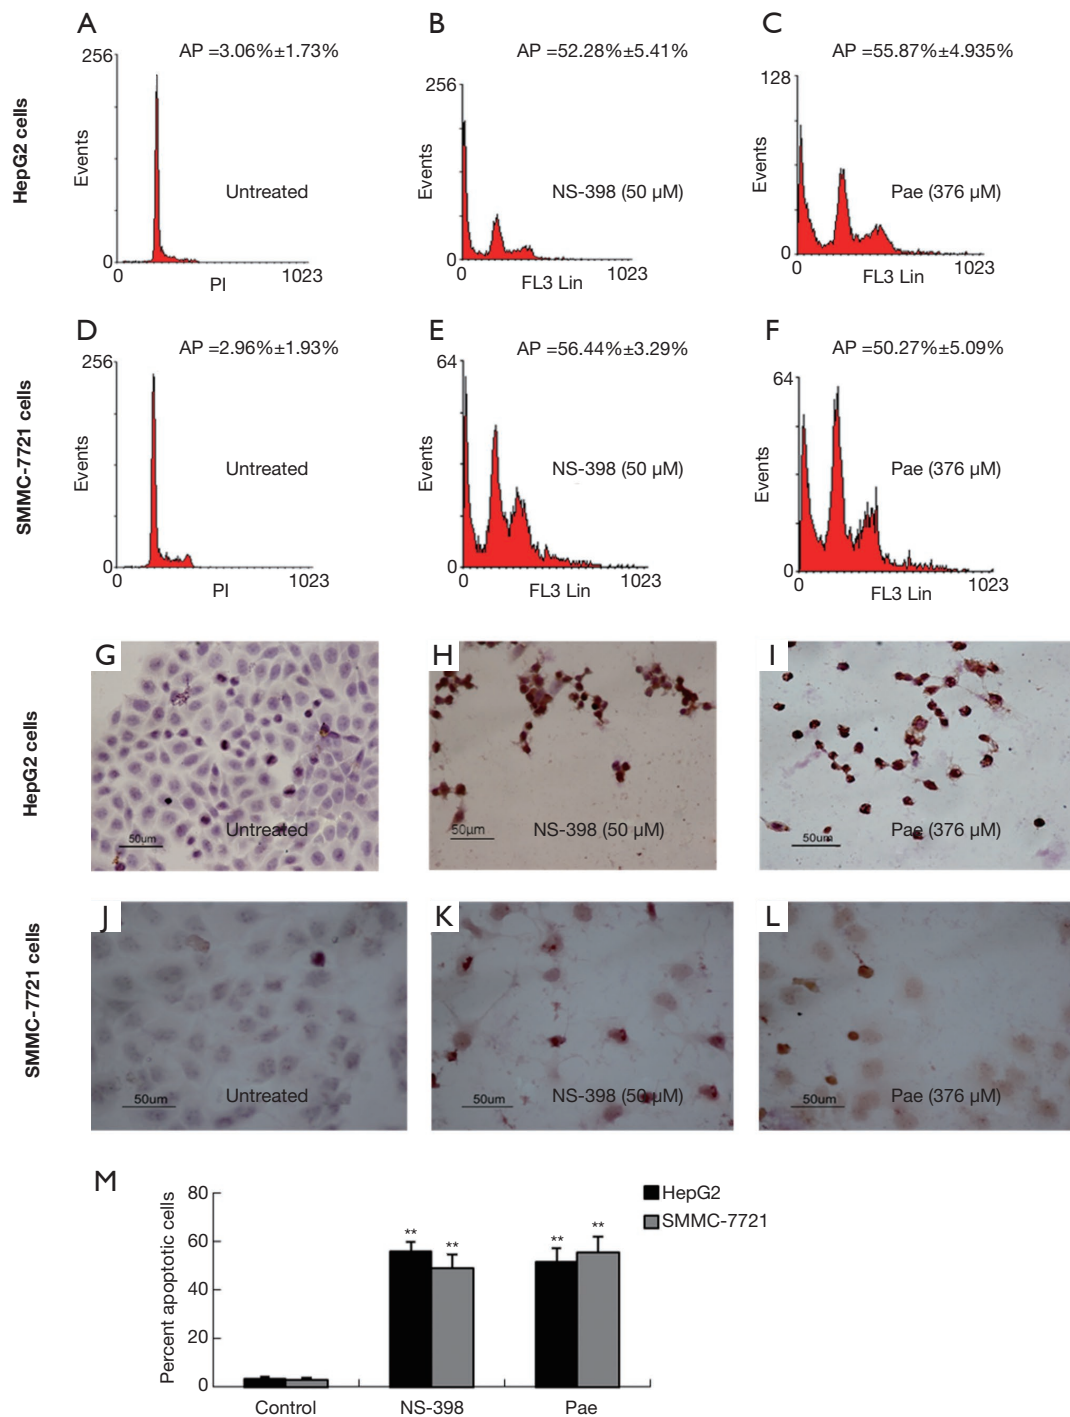 A
AP =3.06%±1.73%
256
Events
Untreated
0
0
1023
PI
B
AP =52.28%±5.41%
256
Events
NS-398 (50 µM)
0
0
1023
FL3 Lin
C
AP =55.87%±4.935%
128
Events
Pae (376 µM)
0
0
1023
FL3 Lin
HepG2 cells
D
AP =2.96%±1.93%
256
Events
Untreated
0
0
1023
PI
E
AP =56.44%±3.29%
64
Events
NS-398 (50 µM)
0
0
1023
FL3 Lin
F
AP =50.27%±5.09%
64
Events
Pae (376 µM)
0
0
1023
FL3 Lin
SMMC-7721 cells
G
50um
Untreated
H
50µm
NS-398 (50 µM)
I
50um
Pae (376 µM)
HepG2 cells
J
50um
Untreated
K
50um
NS-398 (50 µM)
L
50um
Pae (376 µM)
SMMC-7721 cells
M
Percent apoptotic cells
80
60
40
20
0
**
**
**
**
HepG2
SMMC-7721
Control
NS-398
Pae